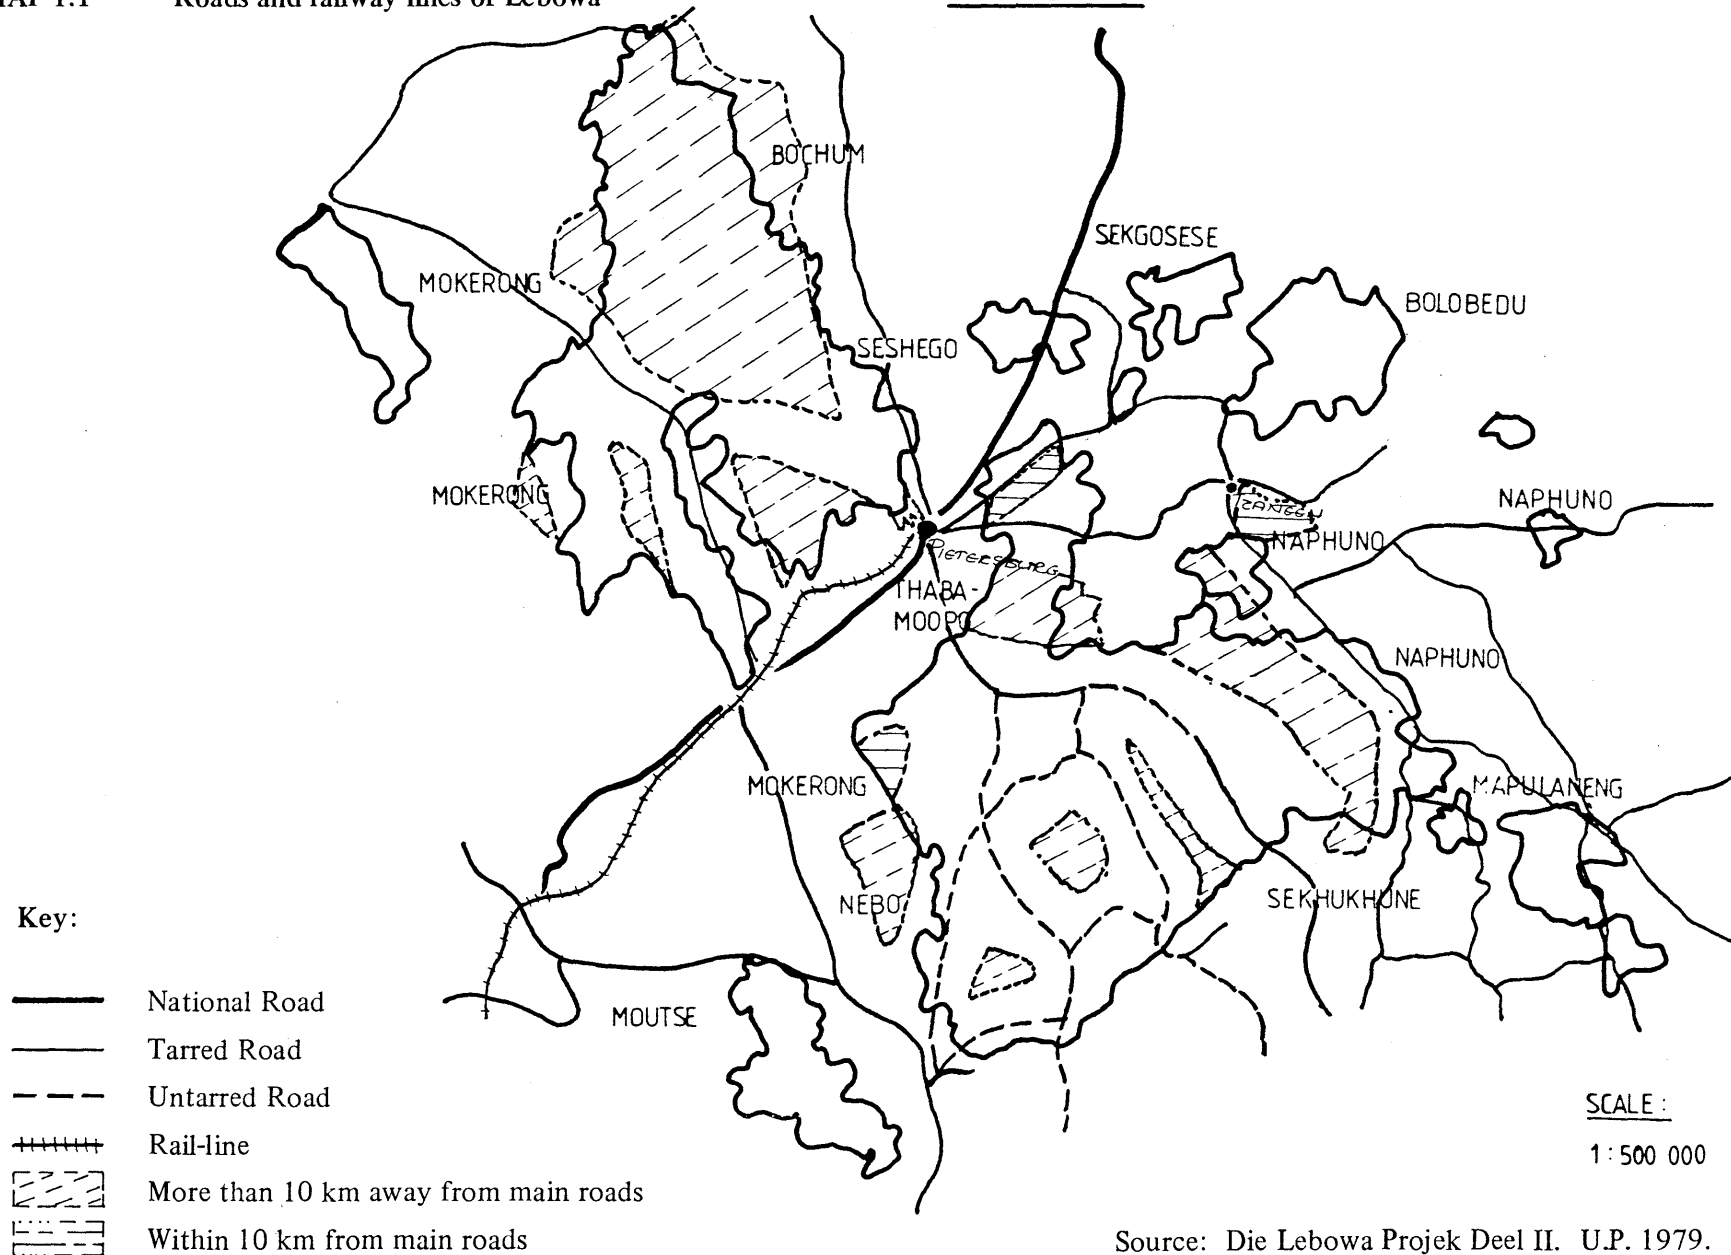 Roads and railway lines of Lebowa
BOCHUM
SEKGOSESE
MOKERONG
BOLOBEDU
SESHEGO
MOKERONG
NAPHUNO
TZANEEN
NAPHUNO
PIETERSBURG
THABA-
MOOPO
NAPHUNO
MOKERONG
MAPULANENG
NEBO
SEKHUKHUNE
MOUTSE
Key:
National Road
Tarred Road
Untarred Road
Rail-line
More than 10 km away from main roads
Within 10 km from main roads
SCALE:
1:500 000
Source: Die Lebowa Projek Deel II. U.P. 1979.